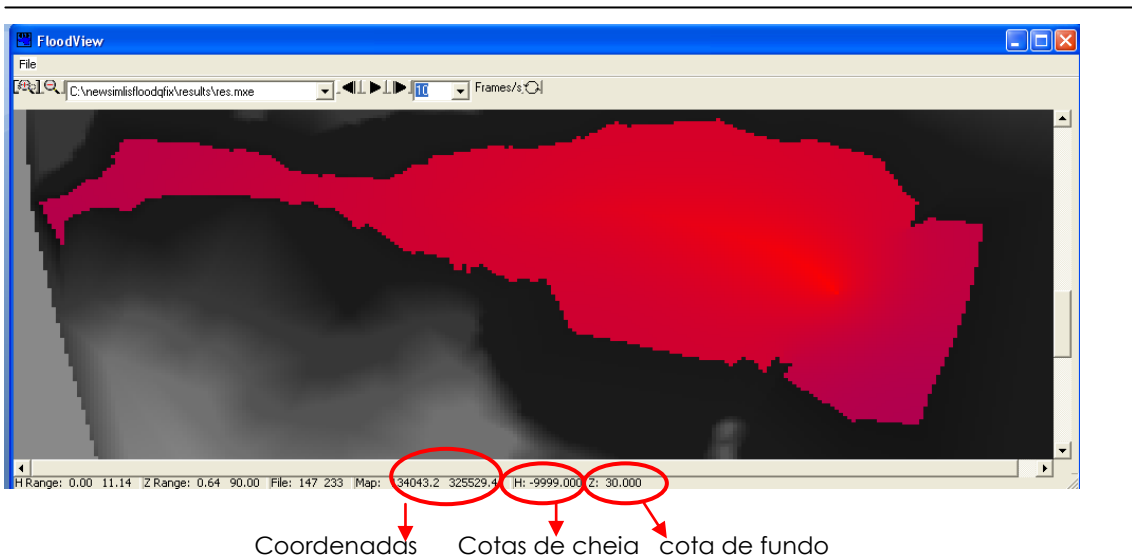 FloodView
File
C:\newsimlisfloodqfix\results\res.mxe 10 Frames/s
H Range: 0.00 11.14 Z Range: 0.64 90.00 File: 147 233 Map: 34043.2 325529.4 H: -9999.000 Z: 30.000
Coordenadas Cotas de cheia cota de fundo